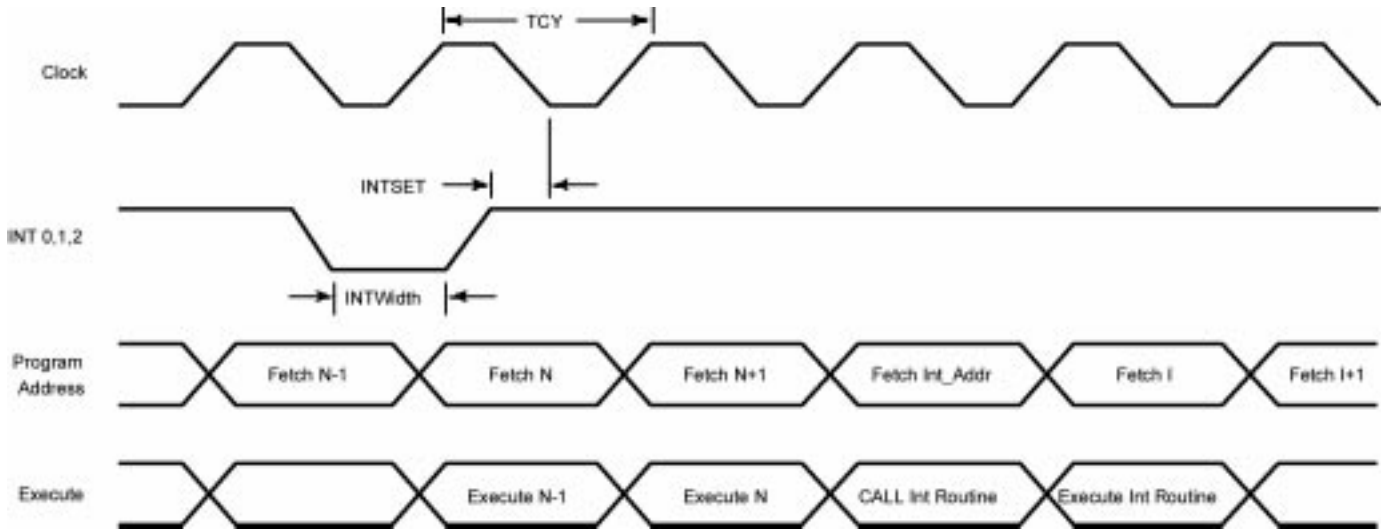 TCY
Clock
INTSET
INT 0,1,2
INTWidth
Program
Address
Fetch N-1
Fetch N
Fetch N+1
Fetch Int_Addr
Fetch I
Fetch I+1
Execute
Execute N-1
Execute N
CALL Int Routine
Execute Int Routine